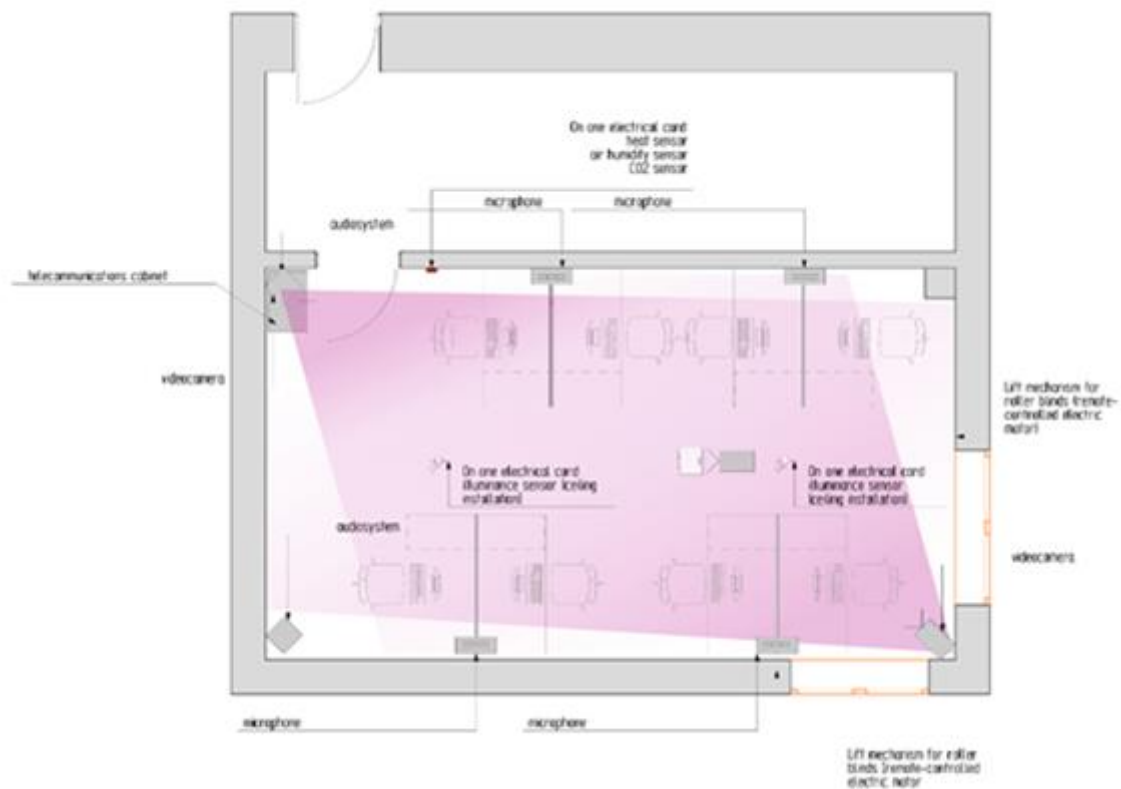 On one electrical card
heat sensor
air humidity sensor
CO2 sensor
microphone
microphone
audiosystem
telecommunications cabinet
videocamera
Lift mechanism for
roller blinds (remote-
controlled electric
motor)
On one electrical card
illuminance sensor (ceiling
installation)
On one electrical card
illuminance sensor (ceiling
installation)
audiosystem
videocamera
microphone
microphone
Lift mechanism for roller
blinds (remote-controlled
electric motor